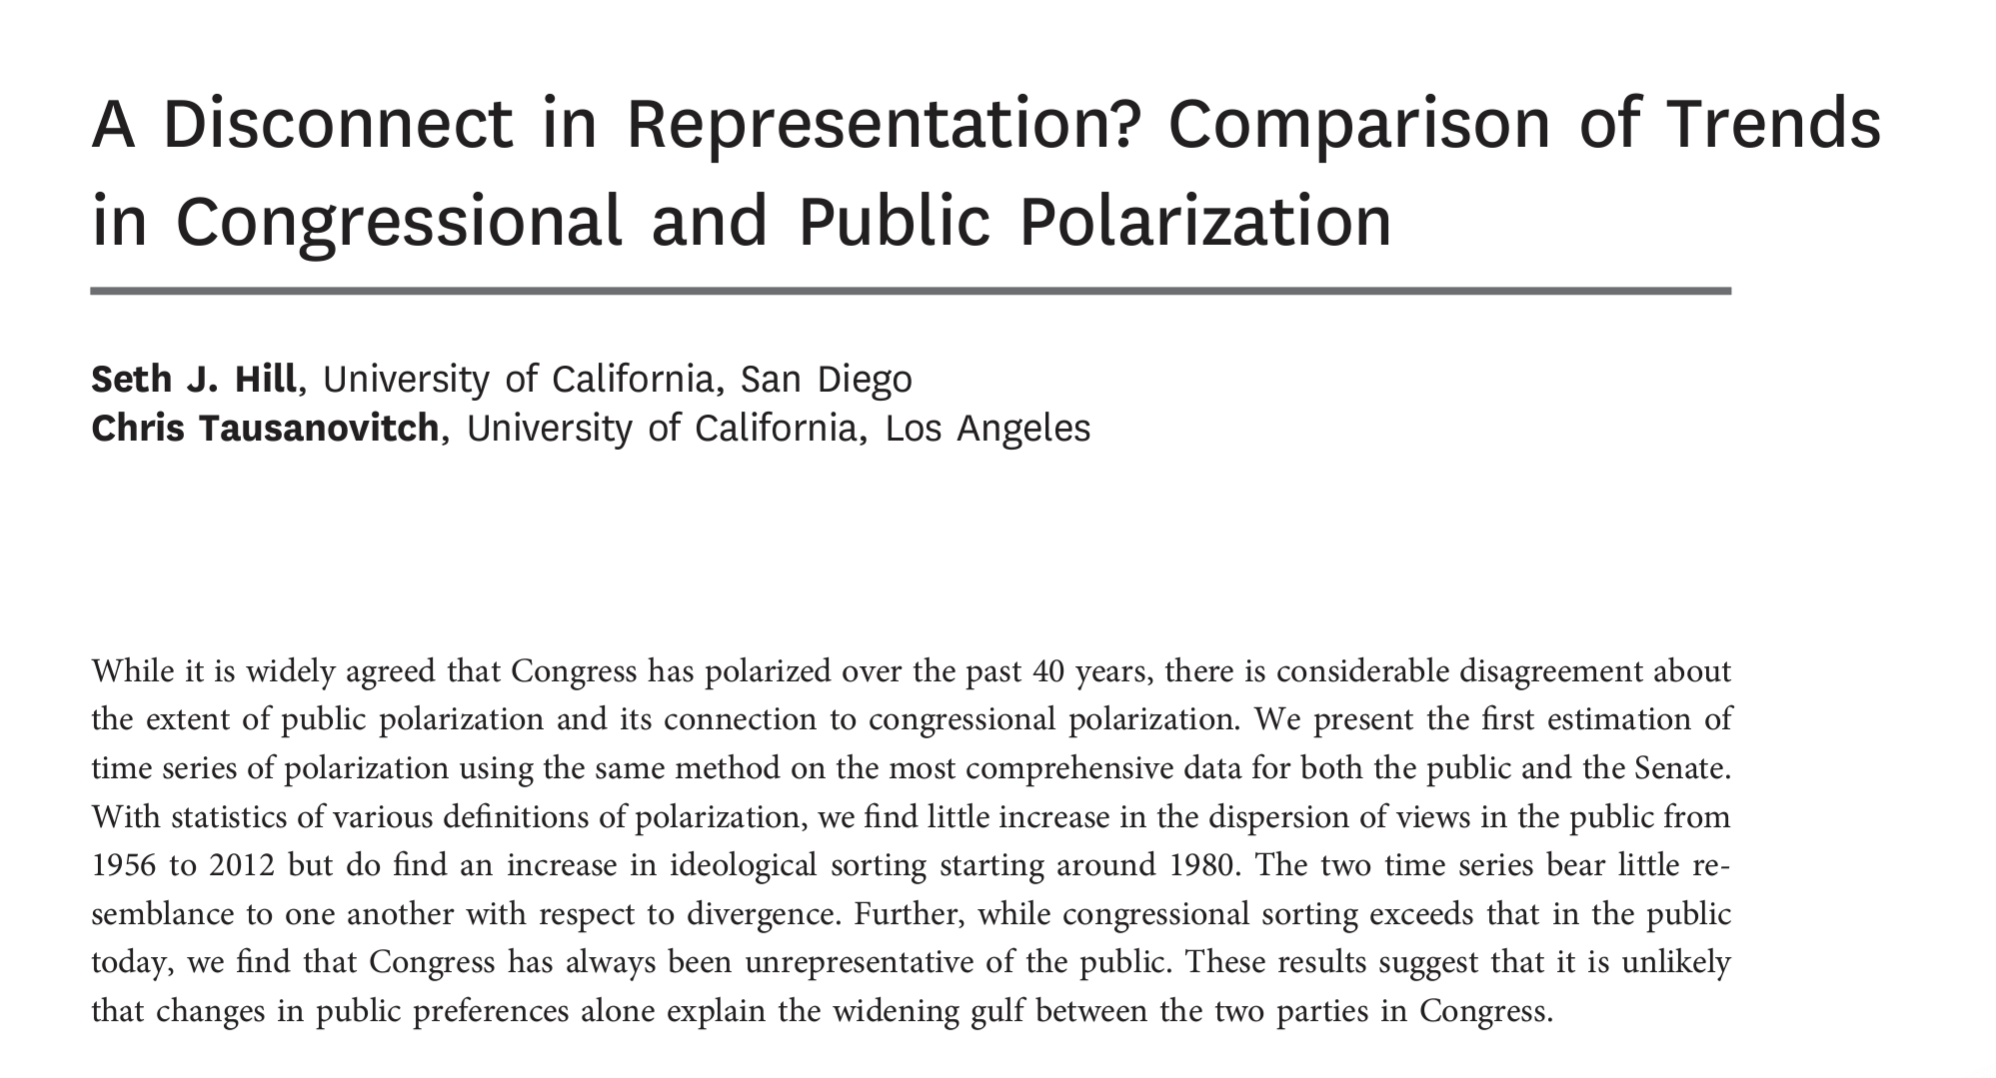 A Disconnect in Representation? Comparison of Trends
in Congressional and Public Polarization
Seth J. Hill, University of California, San Diego
Chris Tausanovitch, University of California, Los Angeles
While it is widely agreed that Congress has polarized over the past 40 years, there is considerable disagreement about
the extent of public polarization and its connection to congressional polarization. We present the first estimation of
time series of polarization using the same method on the most comprehensive data for both the public and the Senate.
With statistics of various definitions of polarization, we find little increase in the dispersion of views in the public from
1956 to 2012 but do find an increase in ideological sorting starting around 1980. The two time series bear little re-
semblance to one another with respect to divergence. Further, while congressional sorting exceeds that in the public
today, we find that Congress has always been unrepresentative of the public. These results suggest that it is unlikely
that changes in public preferences alone explain the widening gulf between the two parties in Congress.